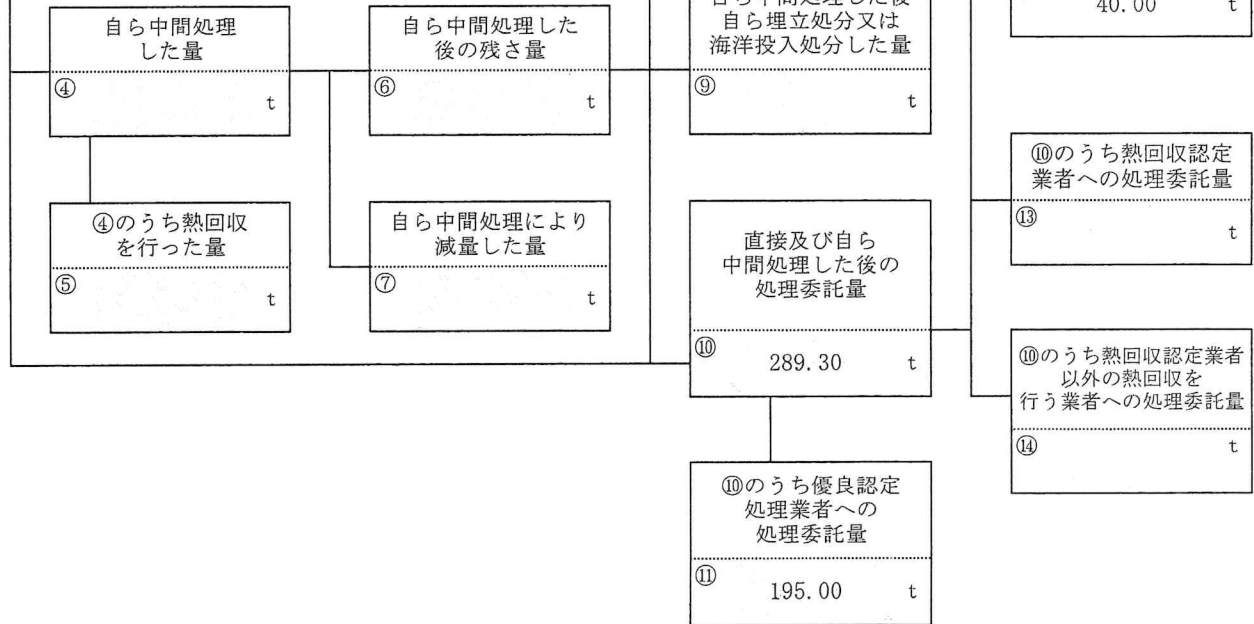 自ら中間処理
した量
④
t
自ら中間処理した
後の残さ量
⑥
t
自ら埋立処分又は
海洋投入処分した量
⑨
t
40.00 t
④のうち熱回収
を行った量
⑤
t
自ら中間処理により
減量した量
⑦
t
直接及び自ら
中間処理した後の
処理委託量
⑩
289.30 t
⑩のうち熱回収認定
業者への処理委託量
⑬
t
⑩のうち熱回収認定業者
以外の熱回収を
行う業者への処理委託量
⑭
t
⑩のうち優良認定
処理業者への
処理委託量
⑪
195.00 t